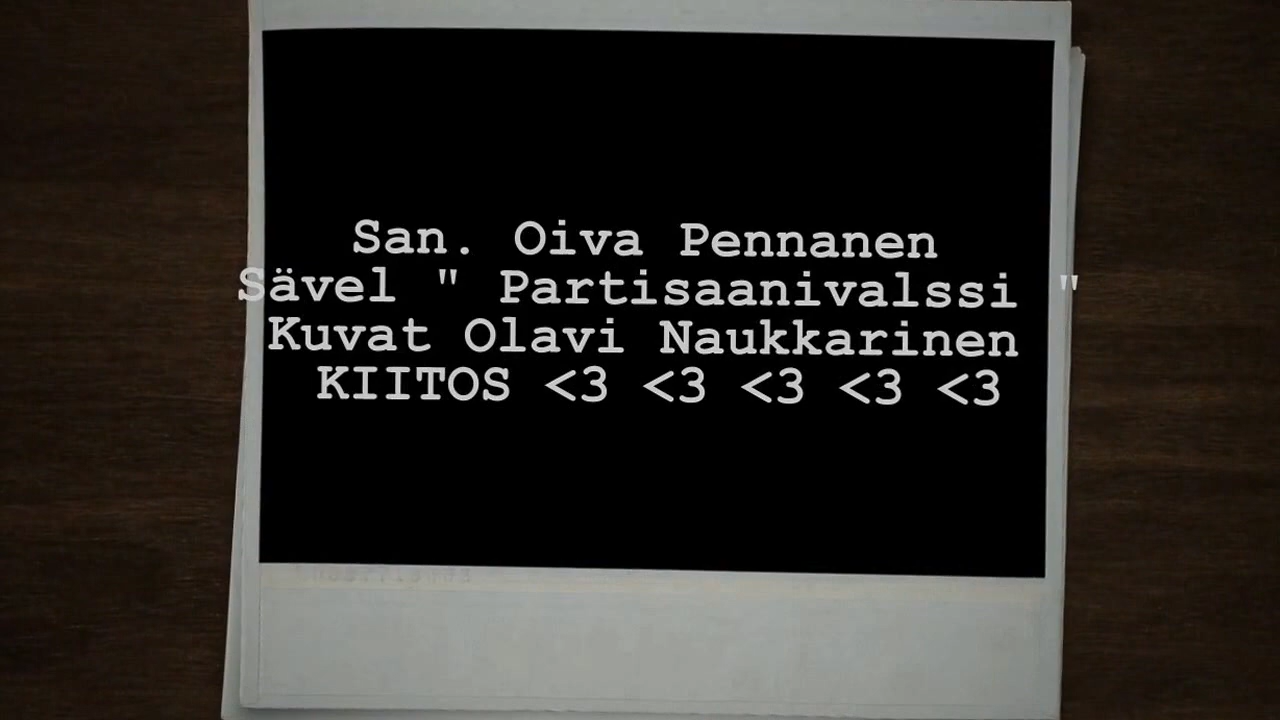 San. Oiva Pennanen
Sävel " Partisaanivalssi "
Kuvat Olavi Naukkarinen
KIITOS <3 <3 <3 <3 <3